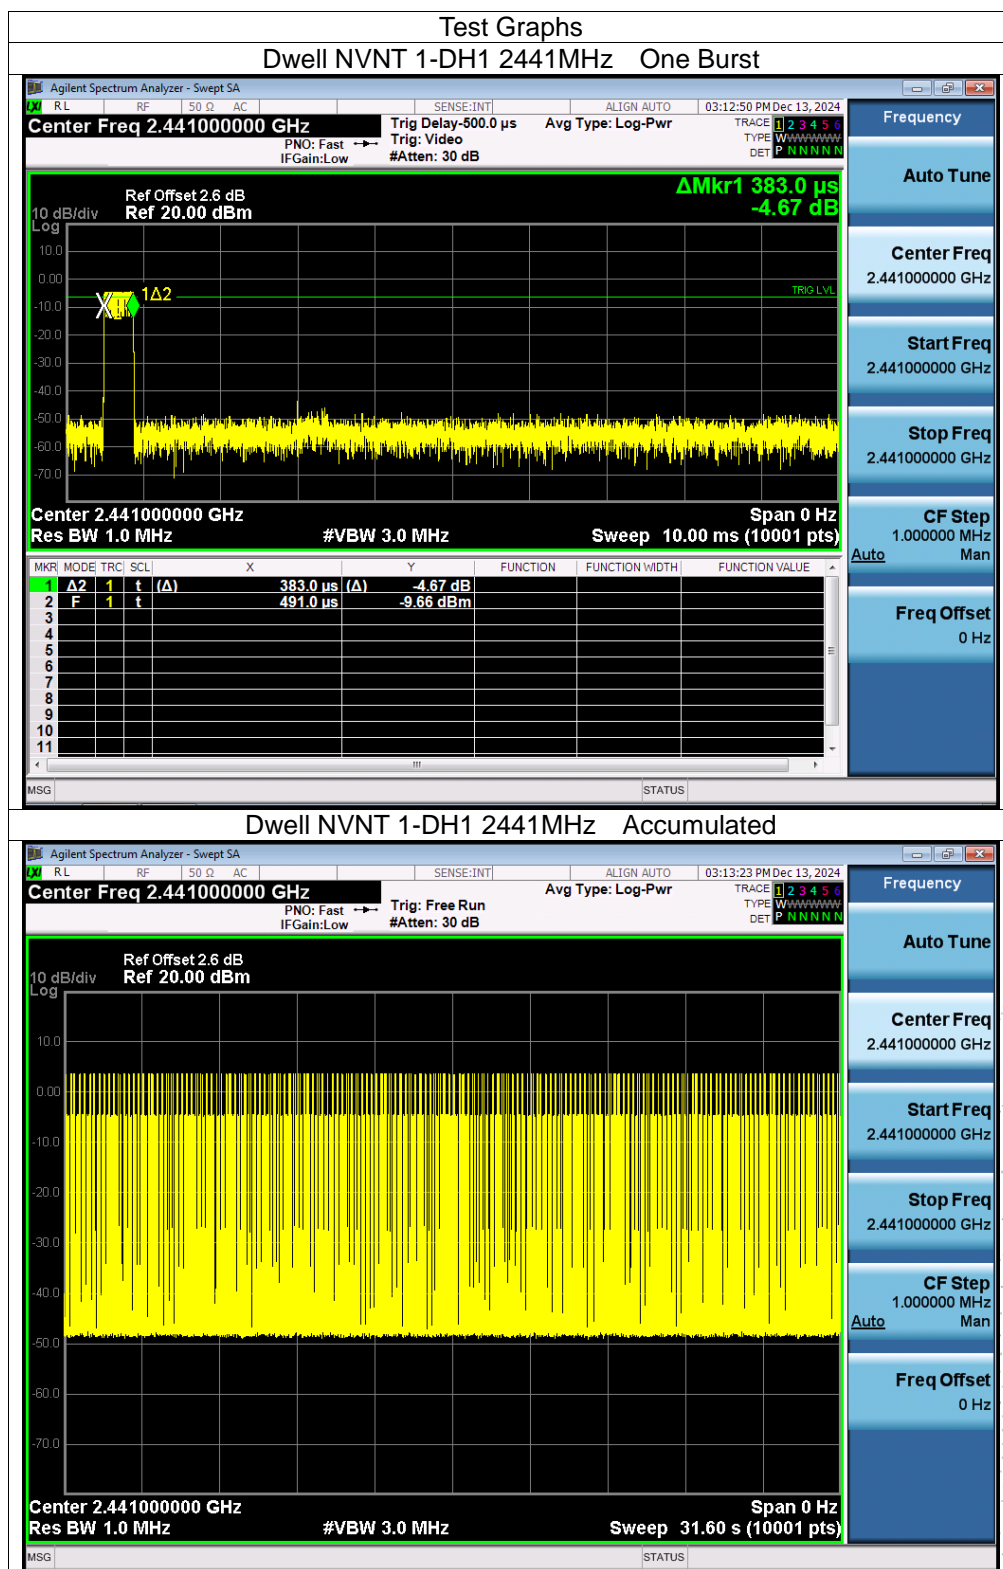 Test Graphs
Dwell NVNT 1-DH1 2441MHz One Burst
Agilent Spectrum Analyzer - Swept SA
LXI RL RF 50 Ω AC SENSE:INT ALIGN AUTO 03:12:50 PM Dec 13, 2024
Center Freq 2.441000000 GHz
PNO: Fast
IFGain:Low
Trig Delay-500.0 µs
Trig: Video
#Atten: 30 dB
Avg Type: Log-Pwr
TRACE 1 2 3 4 5 6
TYPE WWWWWW
DET P N N N N N
Frequency
Auto Tune
Center Freq
2.441000000 GHz
Start Freq
2.441000000 GHz
Stop Freq
2.441000000 GHz
CF Step
1.000000 MHz
Auto Man
Freq Offset
0 Hz
ΔMkr1 383.0 µs
-4.67 dB
Ref Offset 2.6 dB
10 dB/div Ref 20.00 dBm
Log
10.0
0.00
-10.0
-20.0
-30.0
-40.0
-50.0
-60.0
-70.0
1Δ2
TRIG LVL
Center 2.441000000 GHz Span 0 Hz
Res BW 1.0 MHz #VBW 3.0 MHz Sweep 10.00 ms (10001 pts)
MKR MODE TRC SCL X Y FUNCTION FUNCTION WIDTH FUNCTION VALUE
1 Δ2 1 t (Δ) 383.0 µs (Δ) -4.67 dB
2 F 1 t 491.0 µs -9.66 dBm
3
4
5
6
7
8
9
10
11
MSG STATUS
Dwell NVNT 1-DH1 2441MHz Accumulated
Agilent Spectrum Analyzer - Swept SA
LXI RL RF 50 Ω AC SENSE:INT ALIGN AUTO 03:13:23 PM Dec 13, 2024
Center Freq 2.441000000 GHz
PNO: Fast
IFGain:Low
Trig: Free Run
#Atten: 30 dB
Avg Type: Log-Pwr
TRACE 1 2 3 4 5 6
TYPE WWWWWW
DET P N N N N N
Frequency
Auto Tune
Center Freq
2.441000000 GHz
Start Freq
2.441000000 GHz
Stop Freq
2.441000000 GHz
CF Step
1.000000 MHz
Auto Man
Freq Offset
0 Hz
Ref Offset 2.6 dB
10 dB/div Ref 20.00 dBm
Log
10.0
0.00
-10.0
-20.0
-30.0
-40.0
-50.0
-60.0
-70.0
Center 2.441000000 GHz Span 0 Hz
Res BW 1.0 MHz #VBW 3.0 MHz Sweep 31.60 s (10001 pts)
MSG STATUS